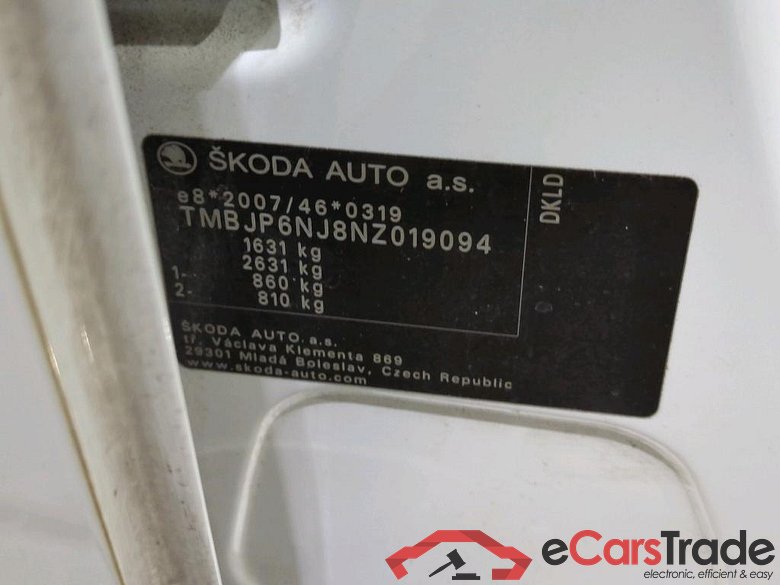 ŠKODA AUTO a.s.
e8*2007/46*0319
TMBJP6NJ8NZ019094
1631 kg
2631 kg
1- 860 kg
2- 810 kg
DKLD
ŠKODA AUTO a.s.
tř. Václava Klementa 869
29301 Mladá Boleslav, Czech Republic
www.skoda-auto.com
eCarsTrade
electronic, efficient & easy